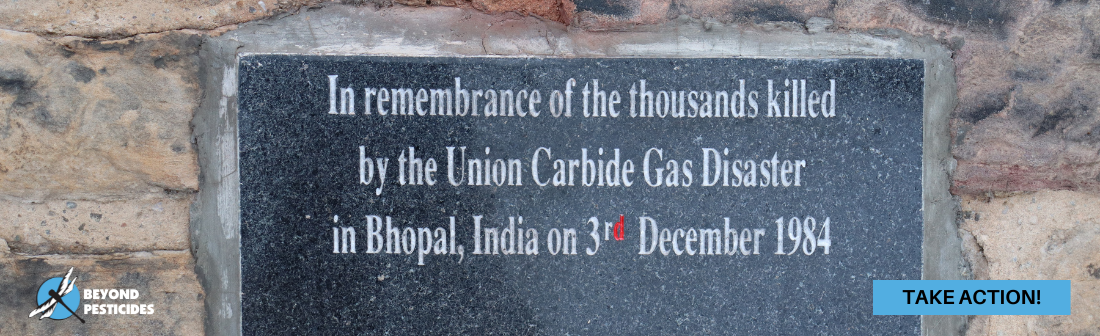 In remembrance of the thousands killed
by the Union Carbide Gas Disaster
in Bhopal, India on 3rd December 1984
BEYOND
PESTICIDES
TAKE ACTION!